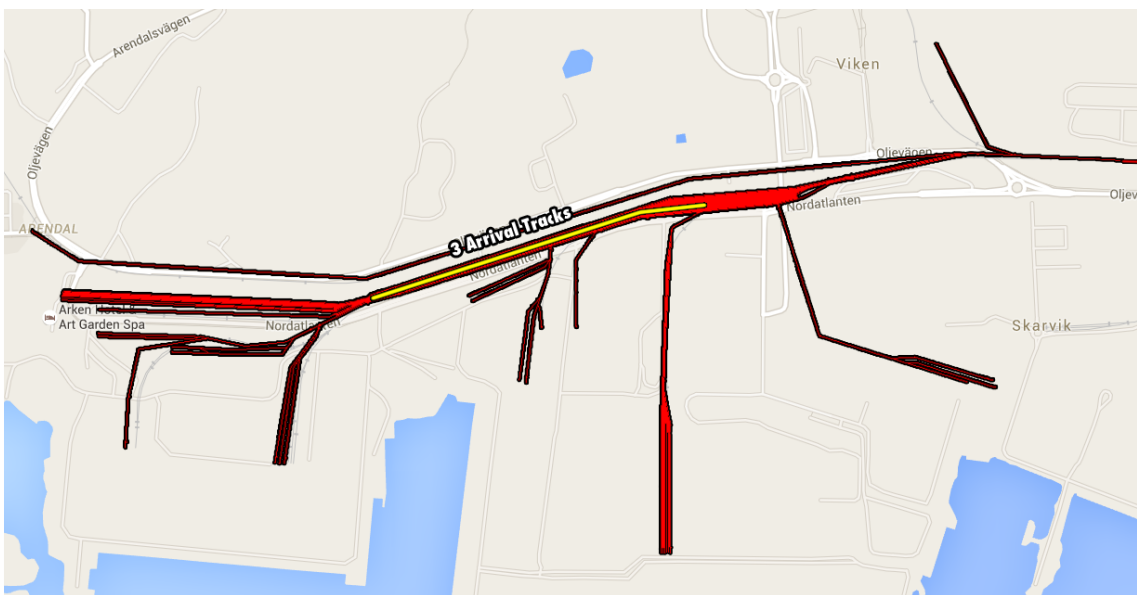 Arendalsvägen
Viken
Oljevägen
Oljevägen
Oljev
Nordatlanten
ARENDAL
3 Arrival Tracks
Nordatlanten
Arken Hotel &
Art Garden Spa
Nordatlanten
Skarvik